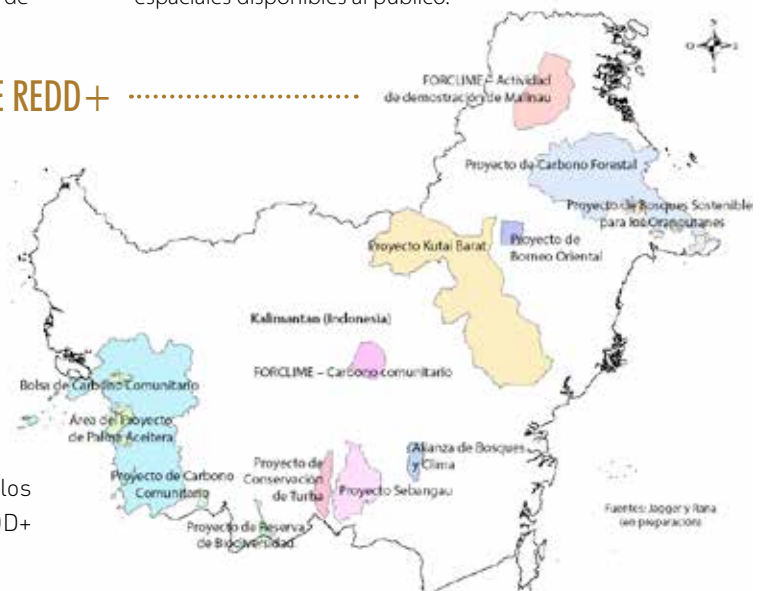 de
espaciales disponibles al público.
E REDD+
FORCLIME – Actividad
de demostración de Malinau
Proyecto de Carbono Forestal
Proyecto de Bosques Sostenible
para los Orangutanes
Proyecto Kutai Barat
Proyecto de
Borneo Oriental
Kalimantan (Indonesia)
FORCLIME – Carbono comunitario
Bolsa de Carbono Comunitario
Área del Proyecto
de Palma Aceitera
Proyecto de Carbono
Comunitario
Proyecto de
Conservación
de Turba
Proyecto Sebangau
Alianza de Bosques
y Clima
Proyecto de Reserva
de Biodiversidad
los
DD+
Fuentes: Jagger y Rana
(en preparación)